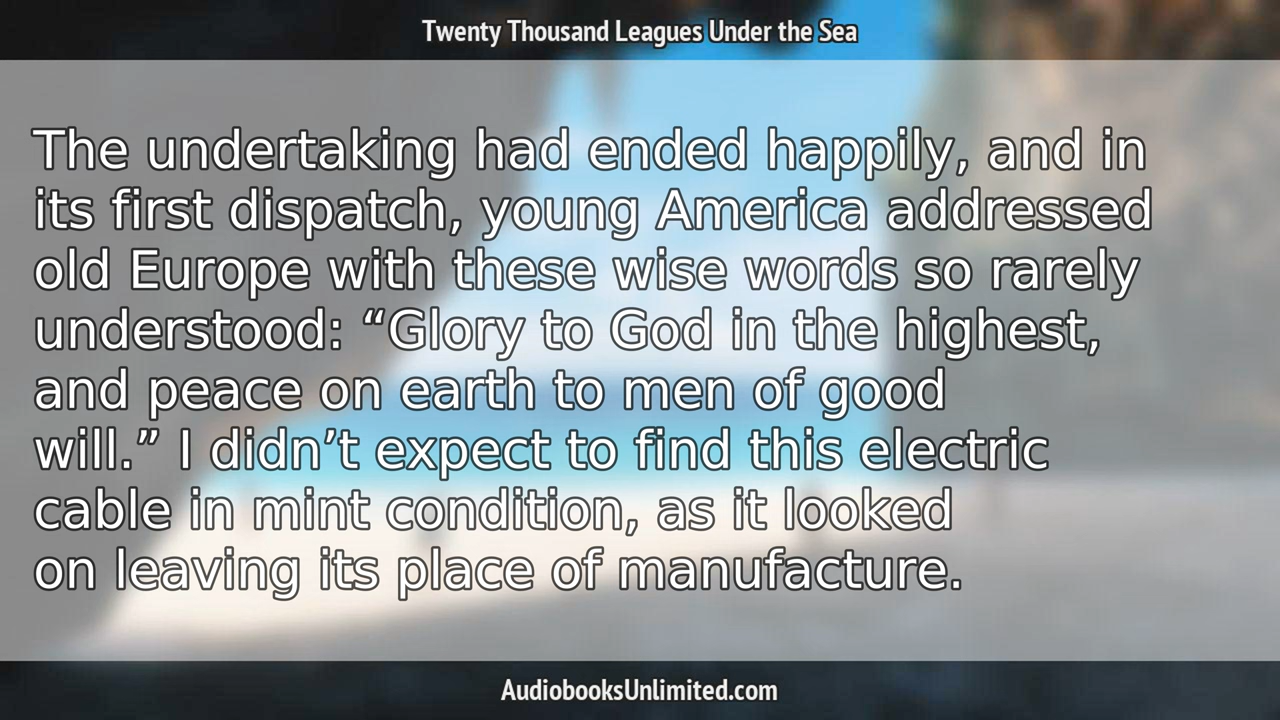 Twenty Thousand Leagues Under the Sea
The undertaking had ended happily, and in
its first dispatch, young America addressed
old Europe with these wise words so rarely
understood: “Glory to God in the highest,
and peace on earth to men of good
will.” I didn’t expect to find this electric
cable in mint condition, as it looked
on leaving its place of manufacture.
AudiobooksUnlimited.com